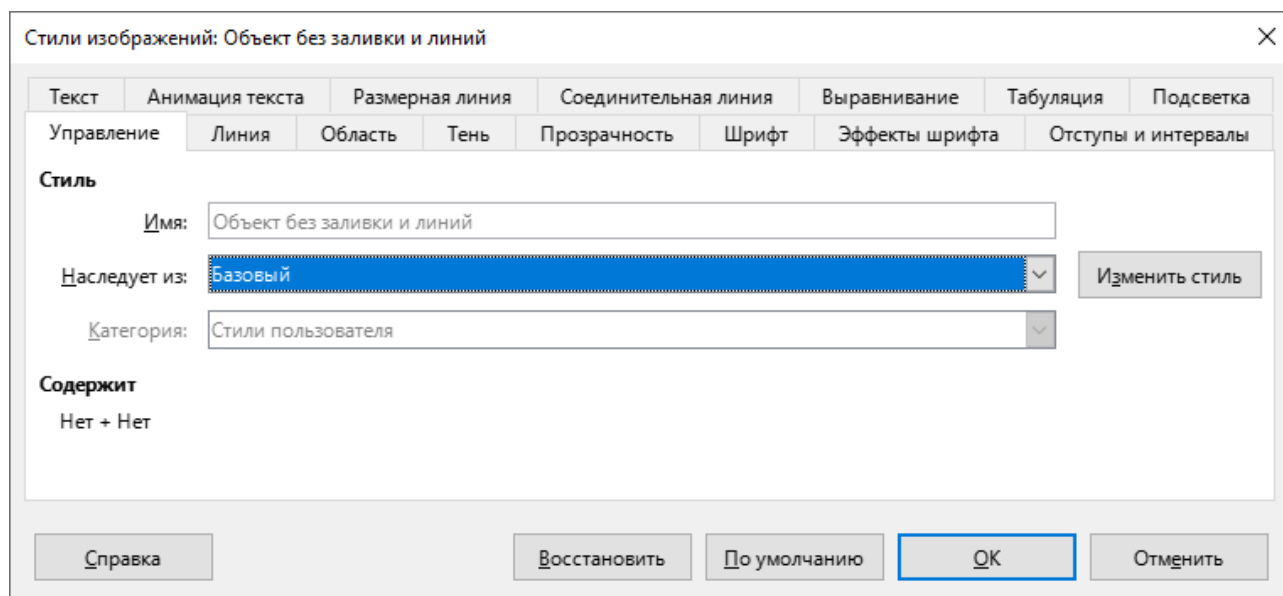 Стили изображений: Объект без заливки и линий
Текст Анимация текста Размерная линия Соединительная линия Выравнивание Табуляция Подсветка
Управление Линия Область Тень Прозрачность Шрифт Эффекты шрифта Отступы и интервалы
Стиль
Имя: Объект без заливки и линий
Наследует из: Базовый Изменить стиль
Категория: Стили пользователя
Содержит
Нет + Нет
Справка Восстановить По умолчанию OK Отменить